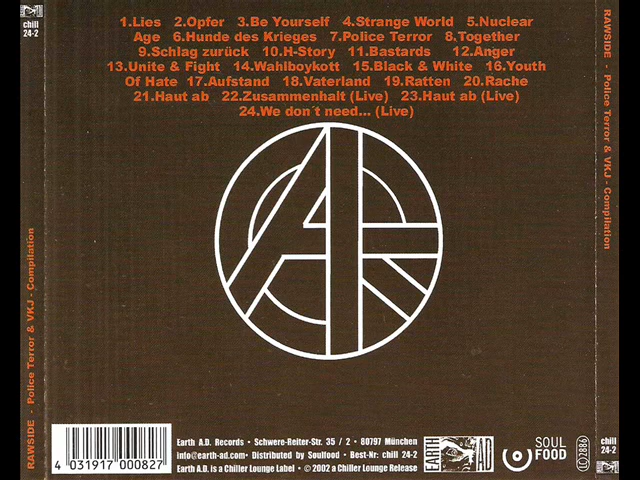 chill
24-2
1.Lies 2.Opfer 3.Be Yourself 4.Strange World 5.Nuclear
Age 6.Hunde des Krieges 7.Police Terror 8.Together
9.Schlag zurück 10.H-Story 11.Bastards 12.Anger
13.Unite & Fight 14.Wahlboykott 15.Black & White 16.Youth
Of Hate 17.Aufstand 18.Vaterland 19.Ratten 20.Rache
21.Haut ab 22.Zusammenhalt (Live) 23.Haut ab (Live)
24.We don´t need... (Live)
RAWSIDE - Police Terror & VKJ - Compilation
RAWSIDE - Police Terror & VKJ - Compilation
4 031917 000827
Earth A.D. Records • Schwere-Reiter-Str. 35 / 2 • 80797 München
info@earth-ad.com• Distributed by Soulfood • Best-Nr: chill 24-2
Earth A.D. is a Chiller Lounge Label • © 2002 a Chiller Lounge Release
EARTH AD
SOUL
FOOD
LC 2886
chill
24-2